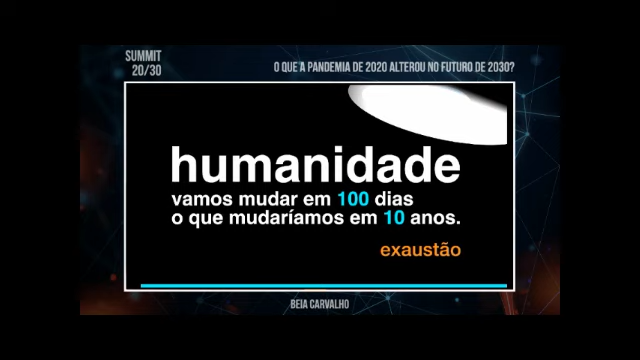 SUMMIT
20/30
O QUE A PANDEMIA DE 2020 ALTEROU NO FUTURO DE 2030?
humanidade
vamos mudar em 100 dias
o que mudaríamos em 10 anos.
exaustão
BEIA CARVALHO